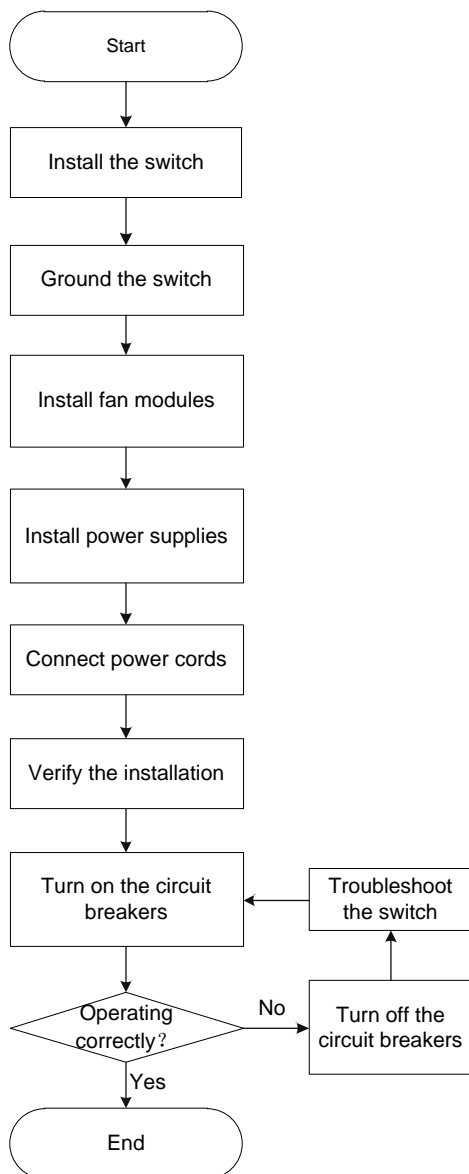 Start
Install the switch
Ground the switch
Install fan modules
Install power supplies
Connect power cords
Verify the installation
Turn on the circuit
breakers
Troubleshoot
the switch
Operating
correctly?
No
Turn off the
circuit breakers
Yes
End